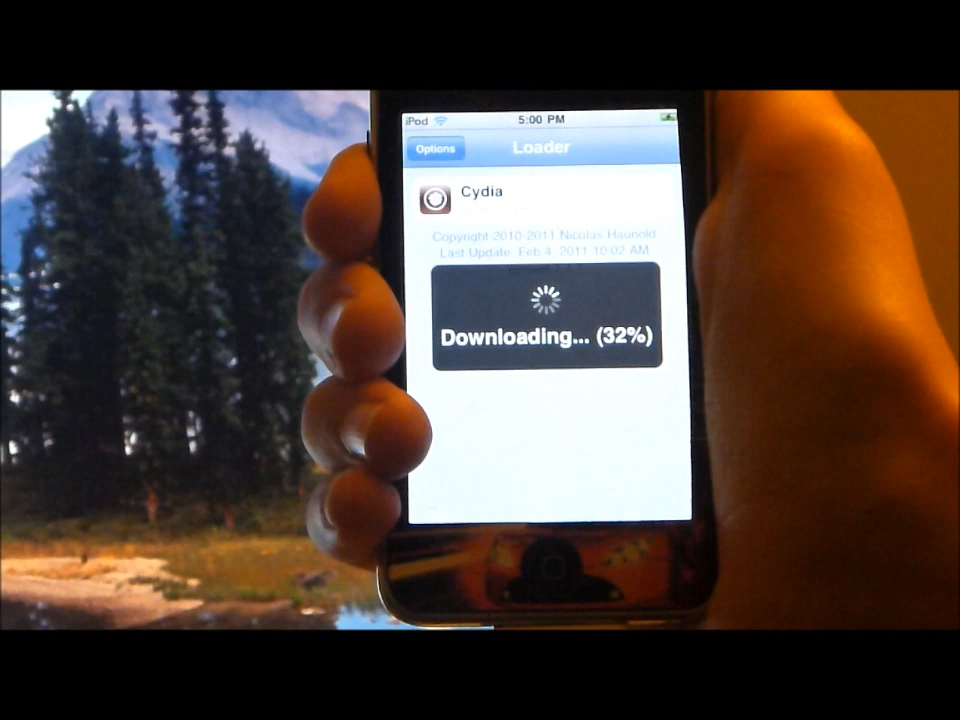 iPod 5:00 PM
Options Loader
Cydia
Copyright 2010-2011 Nicolas Haunold
Last Update: Feb 4, 2011 10:02 AM
Downloading... (32%)